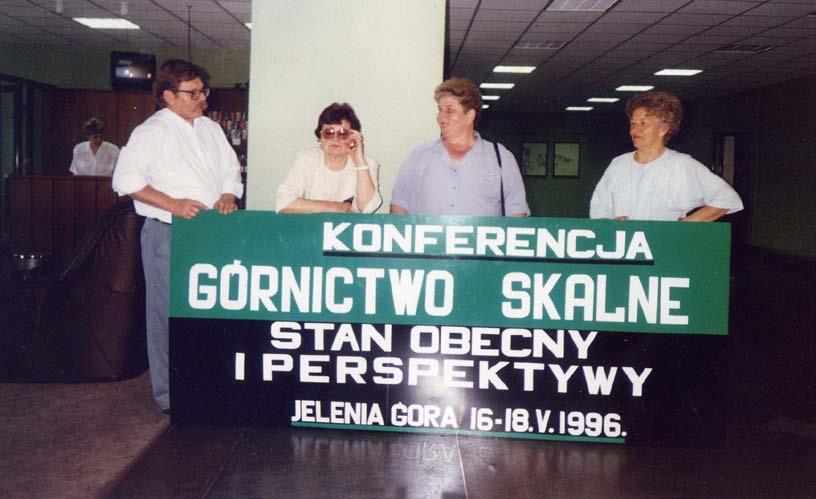 KONFERENCJA
GÓRNICTWO SKALNE
STAN OBECNY
I PERSPEKTYWY
JELENIA GÓRA 16-18.V.1996.